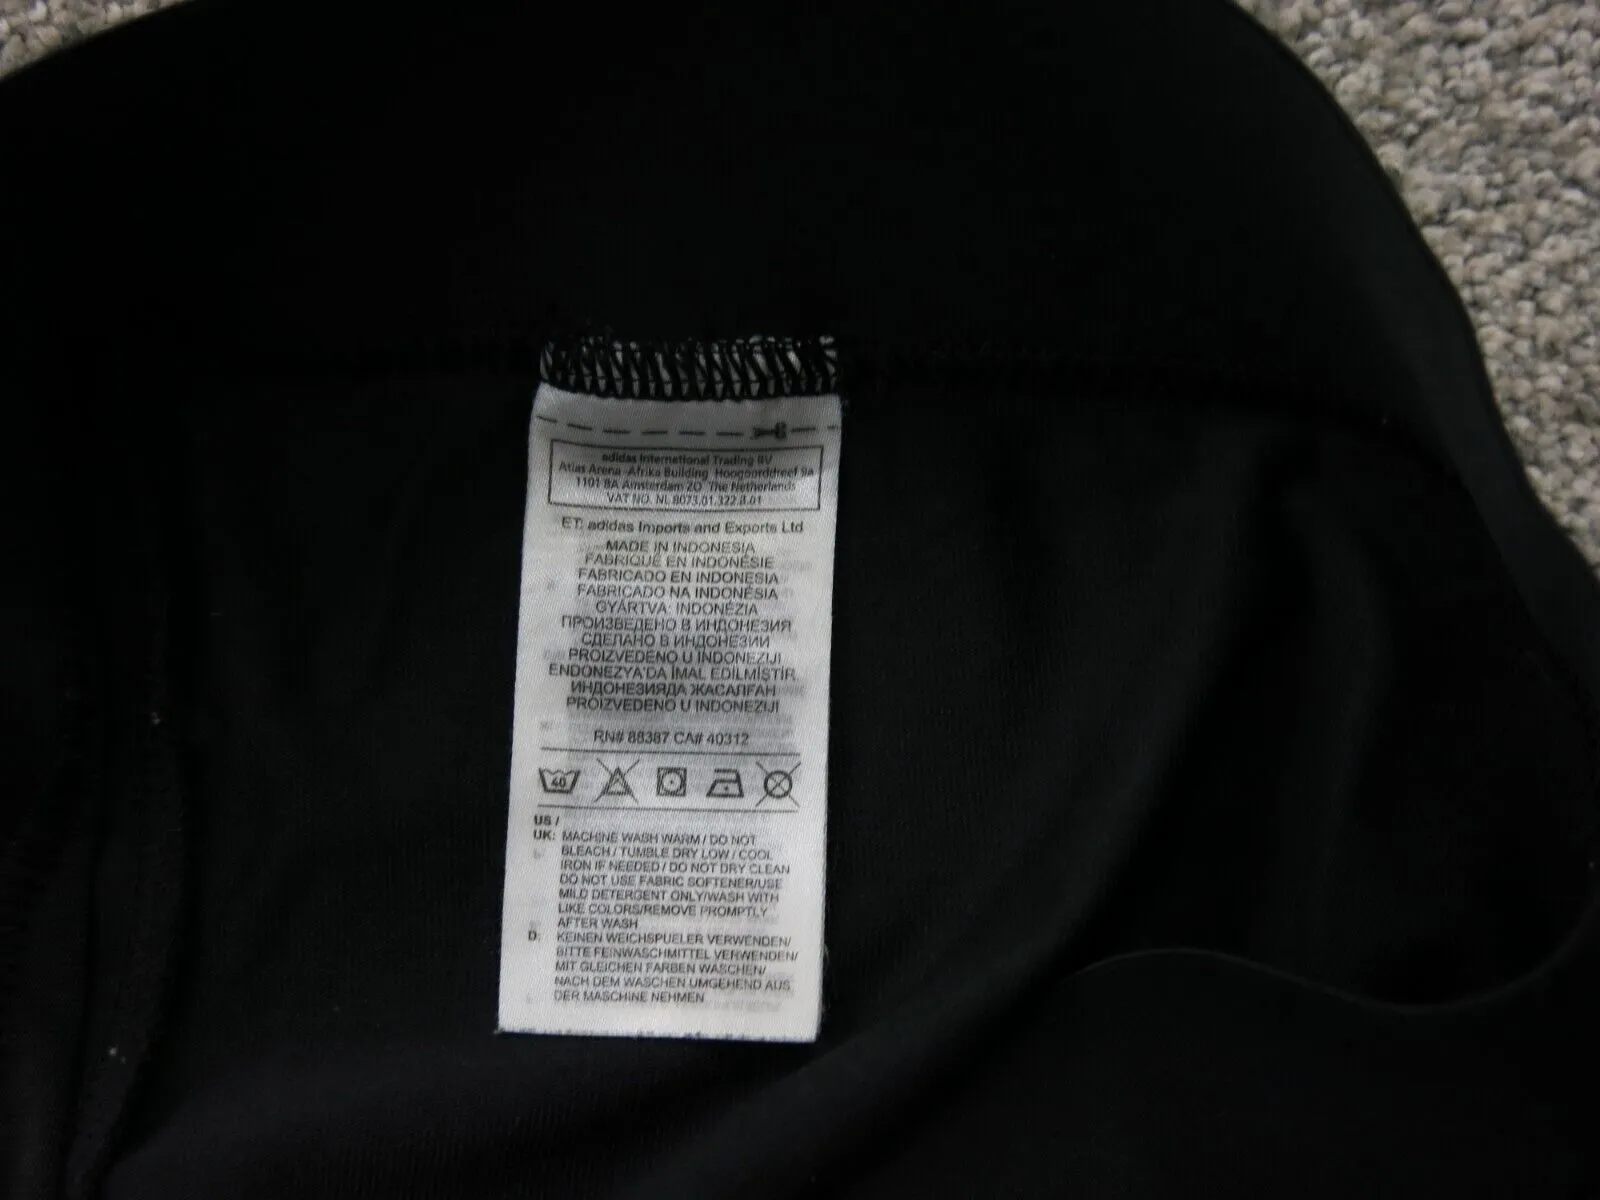 adidas International Trading BV
Atlas Arena -Afrika Building Hoogoorddreef 9a
1101 BA Amsterdam ZO The Netherlands
VAT NO. NL 8073.01.322.B.01
ET: adidas Imports and Exports Ltd
MADE IN INDONESIA
FABRIQUÉ EN INDONÉSIE
FABRICADO EN INDONESIA
FABRICADO NA INDONÉSIA
GYÁRTVA: INDONÉZIA
ПРОИЗВЕДЕНО В ИНДОНЕЗИЯ
СДЕЛАНО В ИНДОНЕЗИИ
PROIZVEDENO U INDONEZIJI
ENDONEZYA'DA İMAL EDİLMİSTİR
ИНДОНЕЗИЯДА ЖАСАЛҒАН
PROIZVEDENO U INDONEZIJI
RN# 88387 CA# 40312
40
US /
UK: MACHINE WASH WARM / DO NOT
BLEACH / TUMBLE DRY LOW / COOL
IRON IF NEEDED / DO NOT DRY CLEAN
DO NOT USE FABRIC SOFTENER/USE
MILD DETERGENT ONLY/WASH WITH
LIKE COLORS/REMOVE PROMPTLY
AFTER WASH
D: KEINEN WEICHSPUELER VERWENDEN/
BITTE FEINWASCHMITTEL VERWENDEN/
MIT GLEICHEN FARBEN WASCHEN/
NACH DEM WASCHEN UMGEHEND AUS
DER MASCHINE NEHMEN